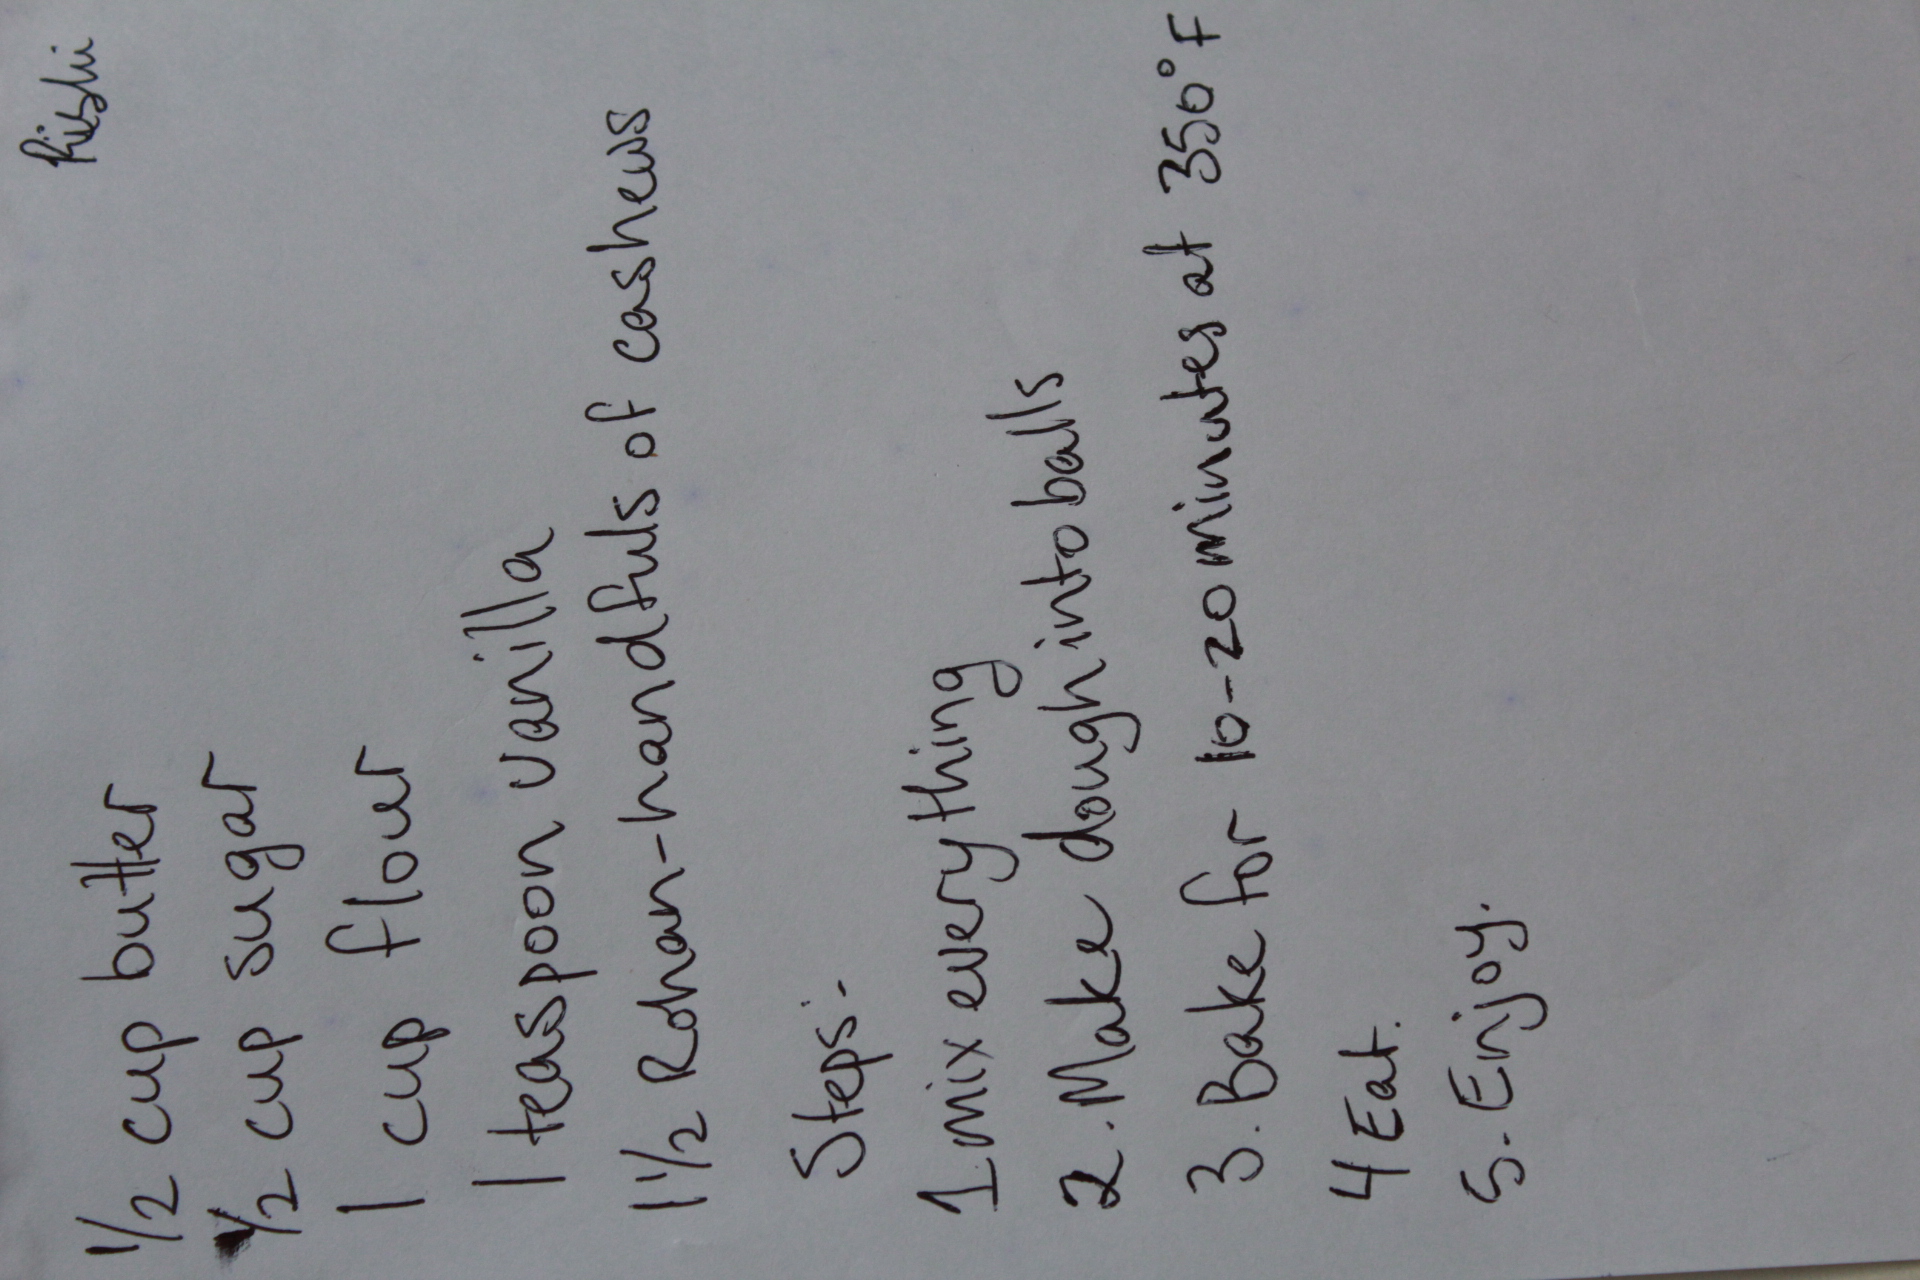 Rishi
1/2 cup butter
1/2 cup sugar
1 cup flour
1 teaspoon vanilla
1 1/2 Rohan-handfuls of cashews
Steps:-
1 mix everything
2. Make dough into balls
3. Bake for 10-20 minutes at 350°F
4 Eat.
5. Enjoy.